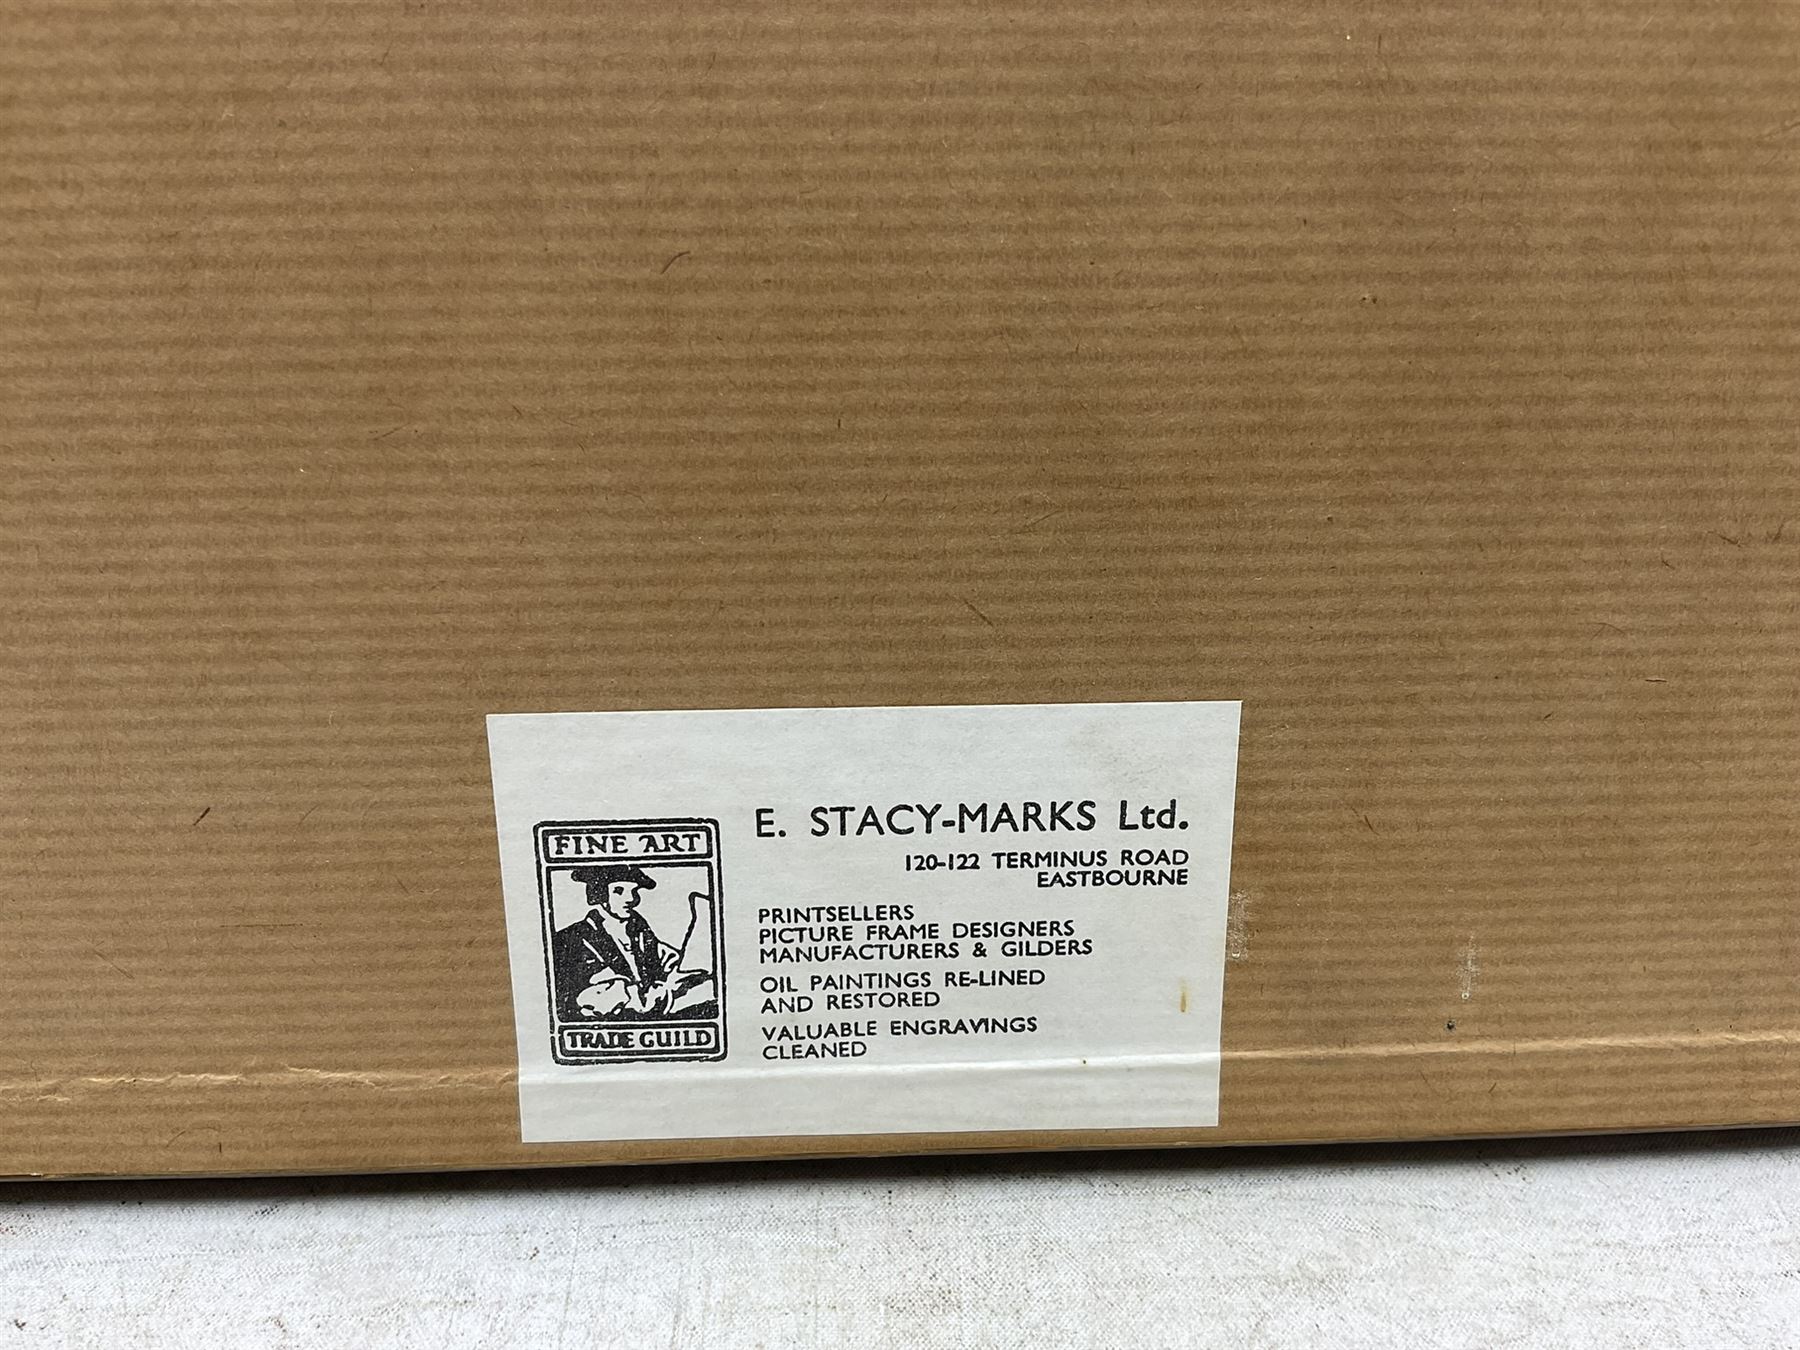 FINE ART
TRADE GUILD
E. STACY-MARKS Ltd.
120-122 TERMINUS ROAD
EASTBOURNE
PRINTSELLERS
PICTURE FRAME DESIGNERS
MANUFACTURERS & GILDERS
OIL PAINTINGS RE-LINED
AND RESTORED
VALUABLE ENGRAVINGS
CLEANED